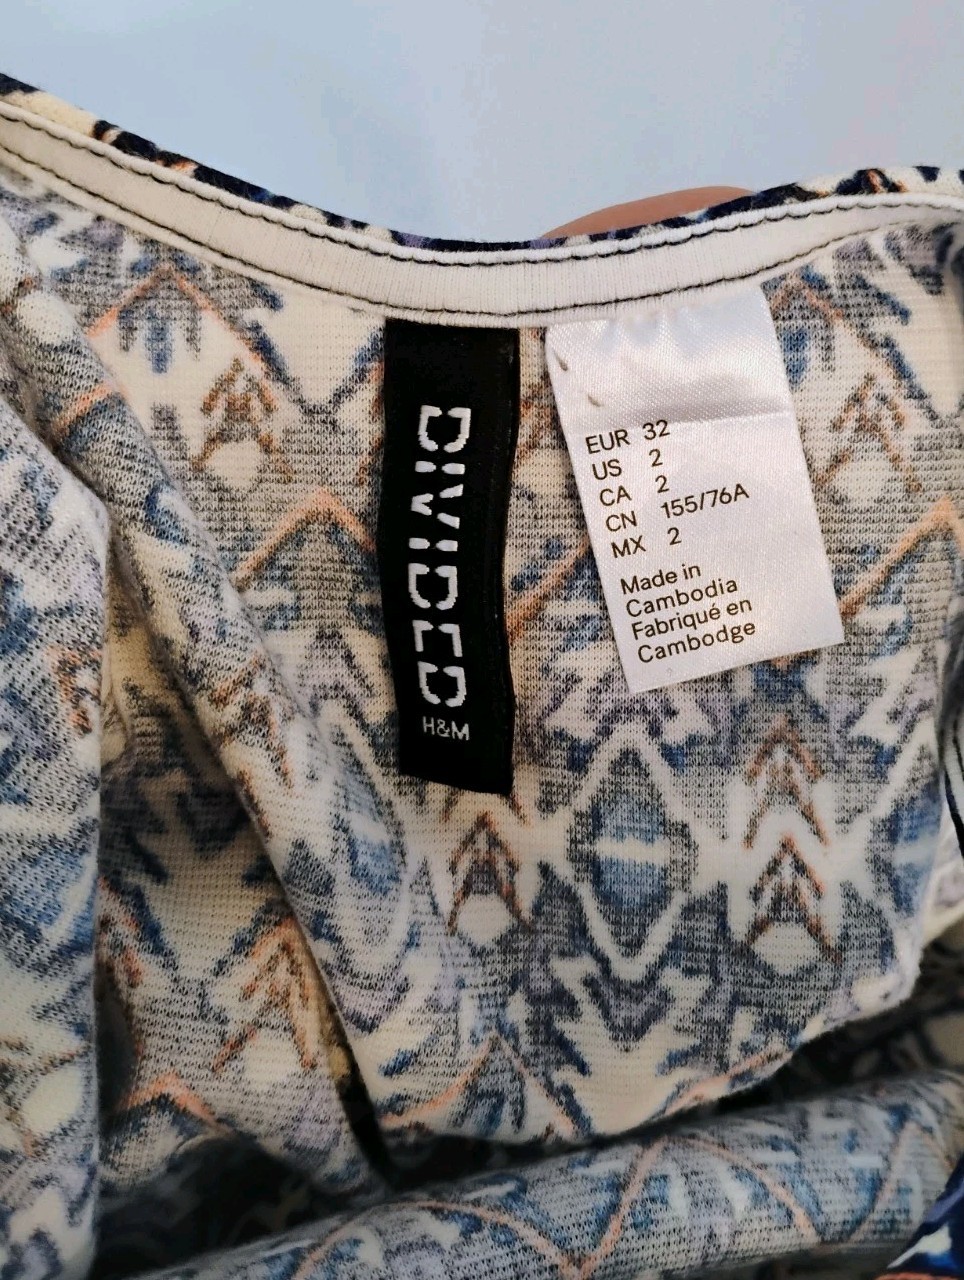 DIVIDED
H&M
EUR 32
US 2
CA 2
CN 155/76A
MX 2
Made in
Cambodia
Fabriqué en
Cambodge